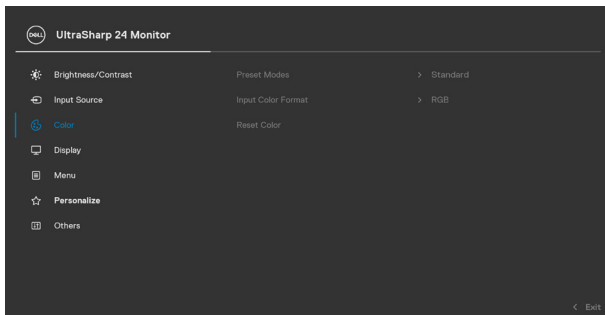 DELL UltraSharp 24 Monitor
Brightness/Contrast Preset Modes > Standard
Input Source Input Color Format > RGB
Color Reset Color
Display
Menu
Personalize
Others
< Exit